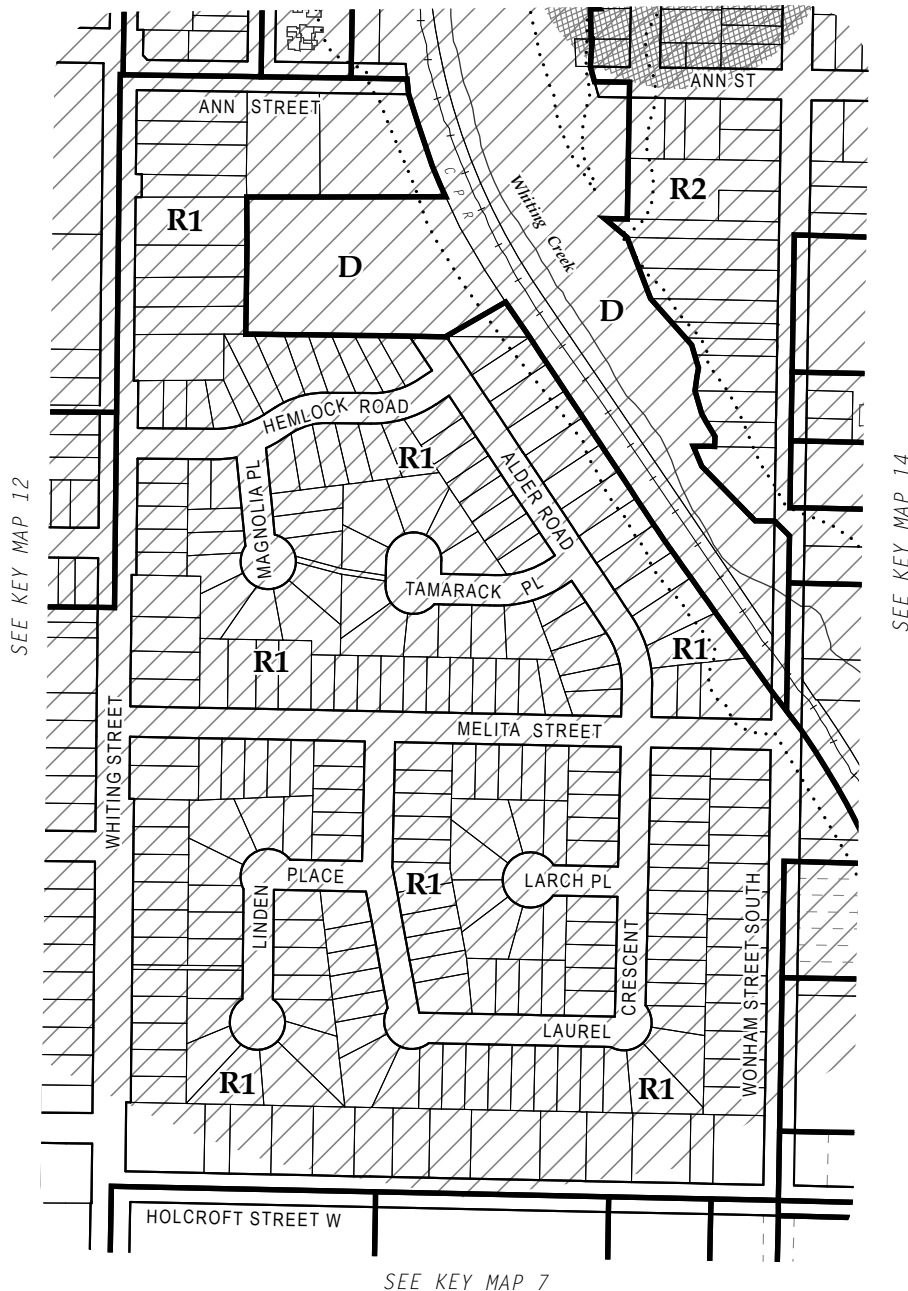 ANN ST
ANN STREET
C P R
Whiting Creek
R2
R1
D
D
HEMLOCK ROAD
R1
ALDER ROAD
MAGNOLIA PL
TAMARACK PL
SEE KEY MAP 12
SEE KEY MAP 14
R1
R1
WHITING STREET
MELITA STREET
PLACE
R1
LARCH PL
LINDEN
CRESCENT
WONHAM STREET SOUTH
LAUREL
R1
R1
HOLCROFT STREET W
SEE KEY MAP 7